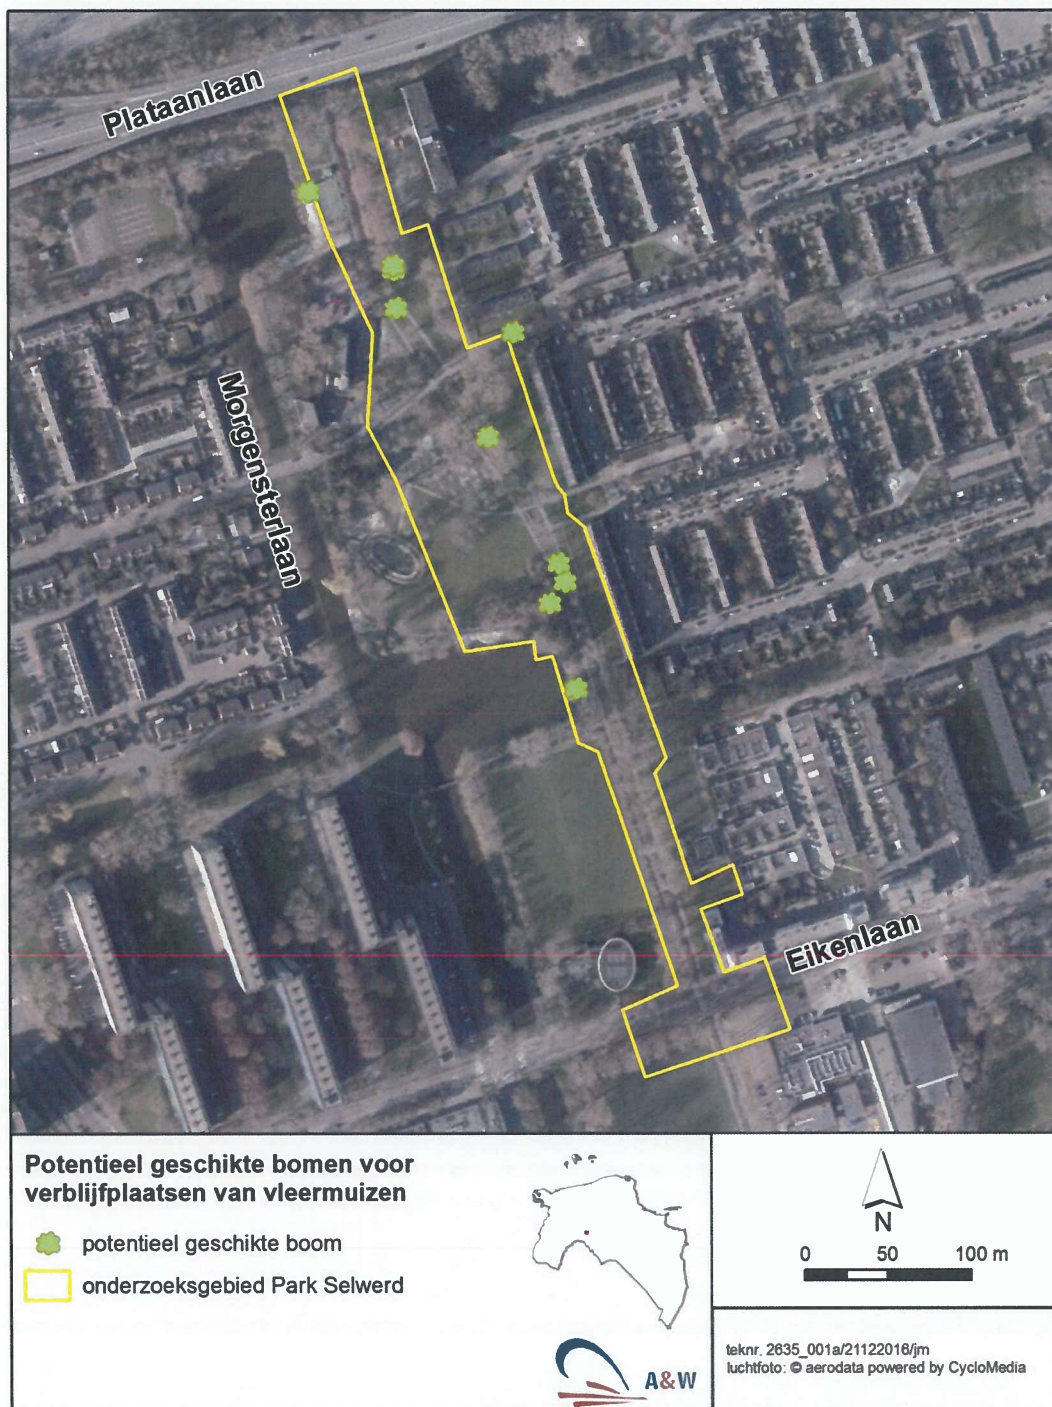 Plataanlaan
Morgensterlaan
Eikenlaan
Potentieel geschikte bomen voor
verblijfplaatsen van vleermuizen
potentieel geschikte boom
onderzoeksgebied Park Selwerd
N
0 50 100 m
A&W
teknr. 2635_001a/21122016/jm
luchtfoto: © aerodata powered by CycloMedia